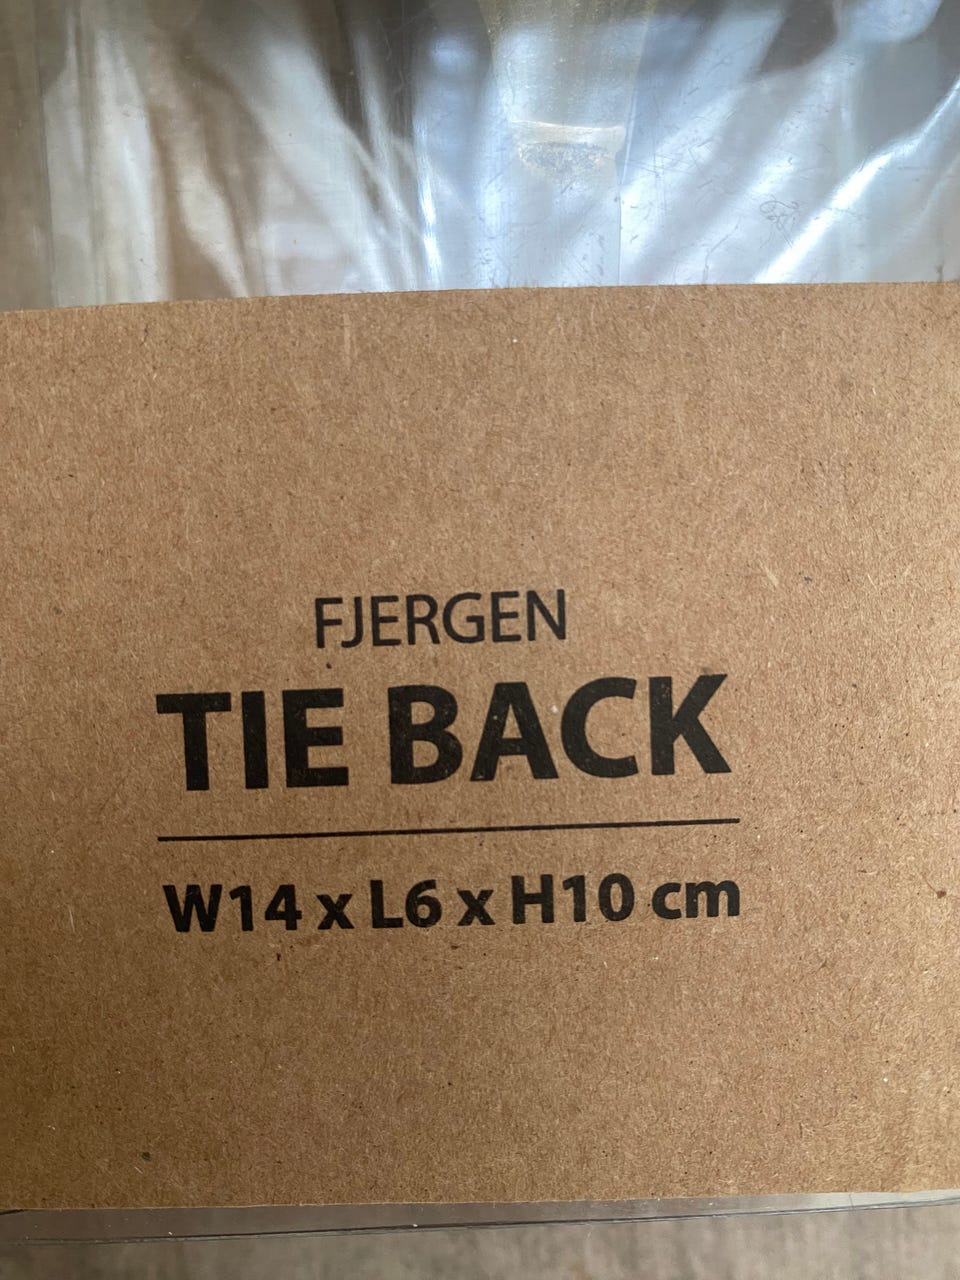 FJERGEN
TIE BACK
W14 x L6 x H10 cm